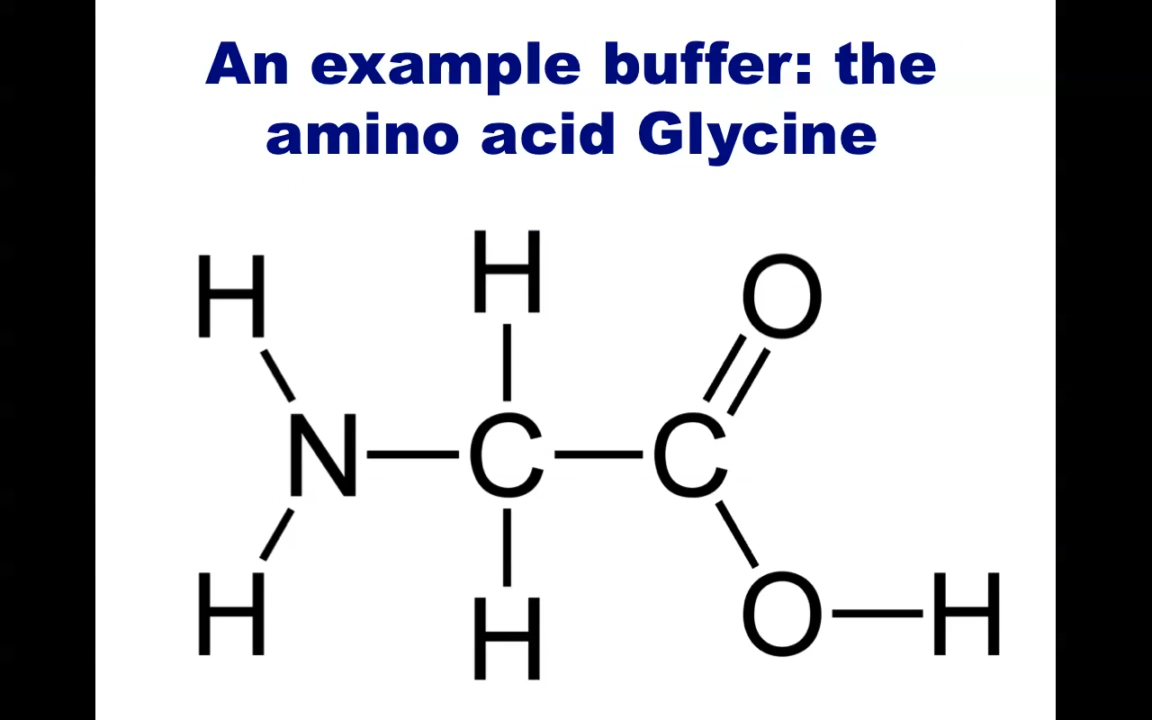 An example buffer: the
amino acid Glycine
H H O
N C C
H H O H